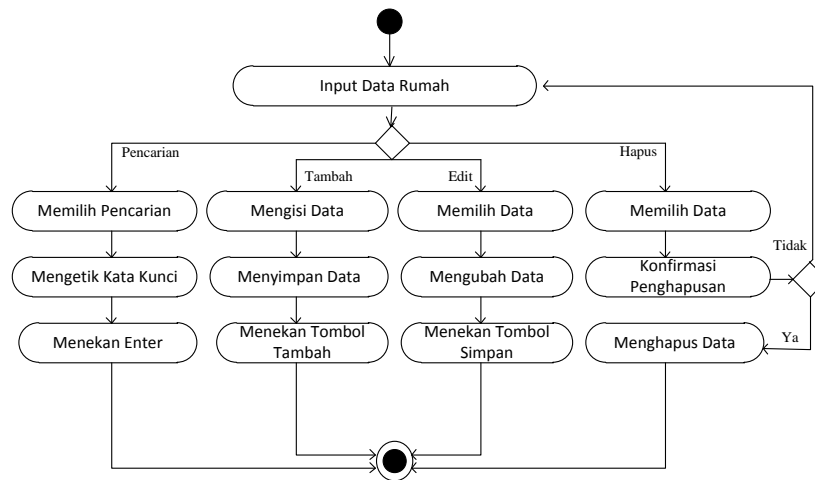 Input Data Rumah
Pencarian
Hapus
Tambah
Edit
Memilih Pencarian
Mengisi Data
Memilih Data
Memilih Data
Tidak
Mengetik Kata Kunci
Menyimpan Data
Mengubah Data
Konfirmasi
Penghapusan
Menekan Enter
Menekan Tombol
Tambah
Menekan Tombol
Simpan
Menghapus Data
Ya